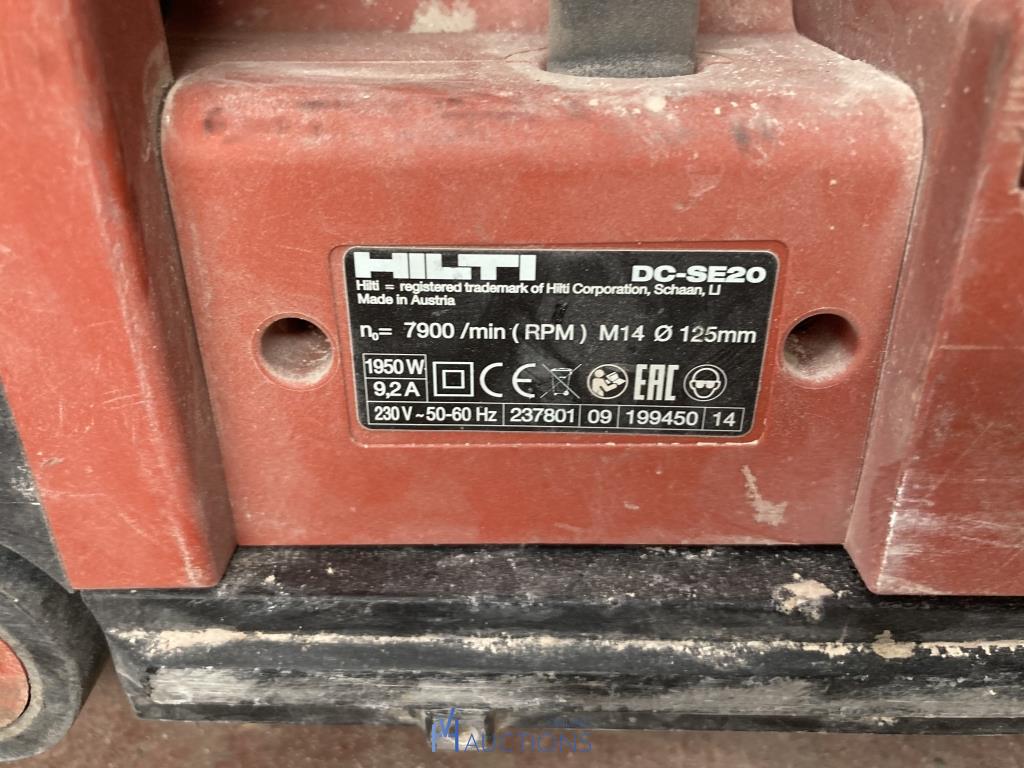 HILTI DC-SE20
Hilti = registered trademark of Hilti Corporation, Schaan, LI
Made in Austria
n₀= 7900 /min ( RPM ) M14 Ø 125mm
1950 W
9,2 A
CE EAC
230 V ~ 50-60 Hz 237801 09 199450 14
AUCTIONS